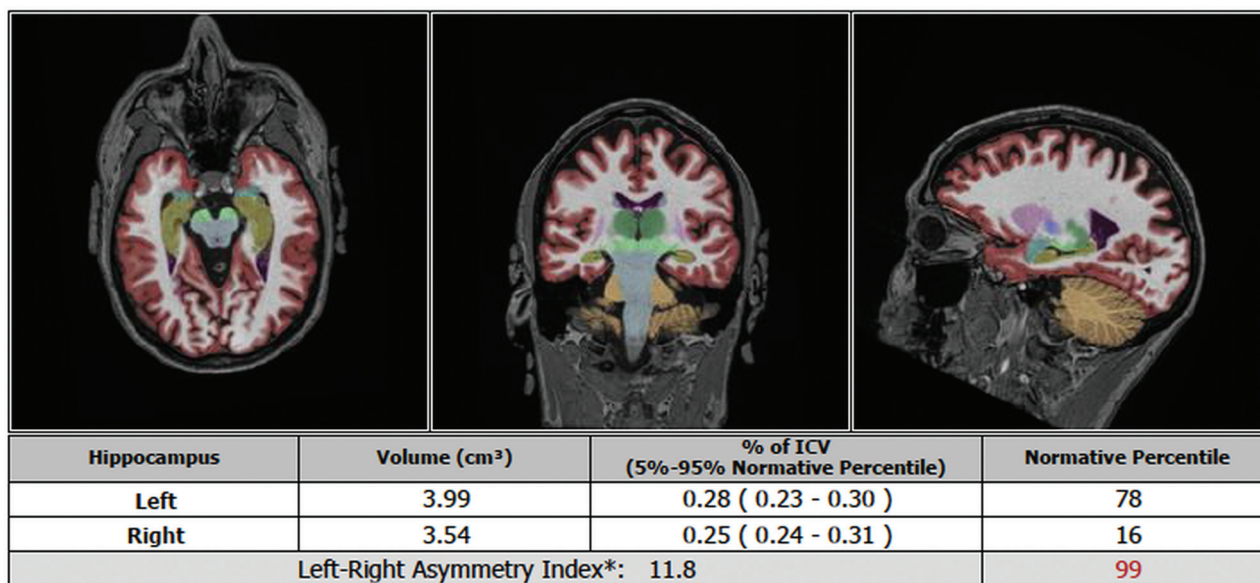 Hippocampus Volume (cm³) % of ICV (5%-95% Normative Percentile) Normative Percentile
Left 3.99 0.28 ( 0.23 - 0.30 ) 78
Right 3.54 0.25 ( 0.24 - 0.31 ) 16
Left-Right Asymmetry Index*: 11.8 99